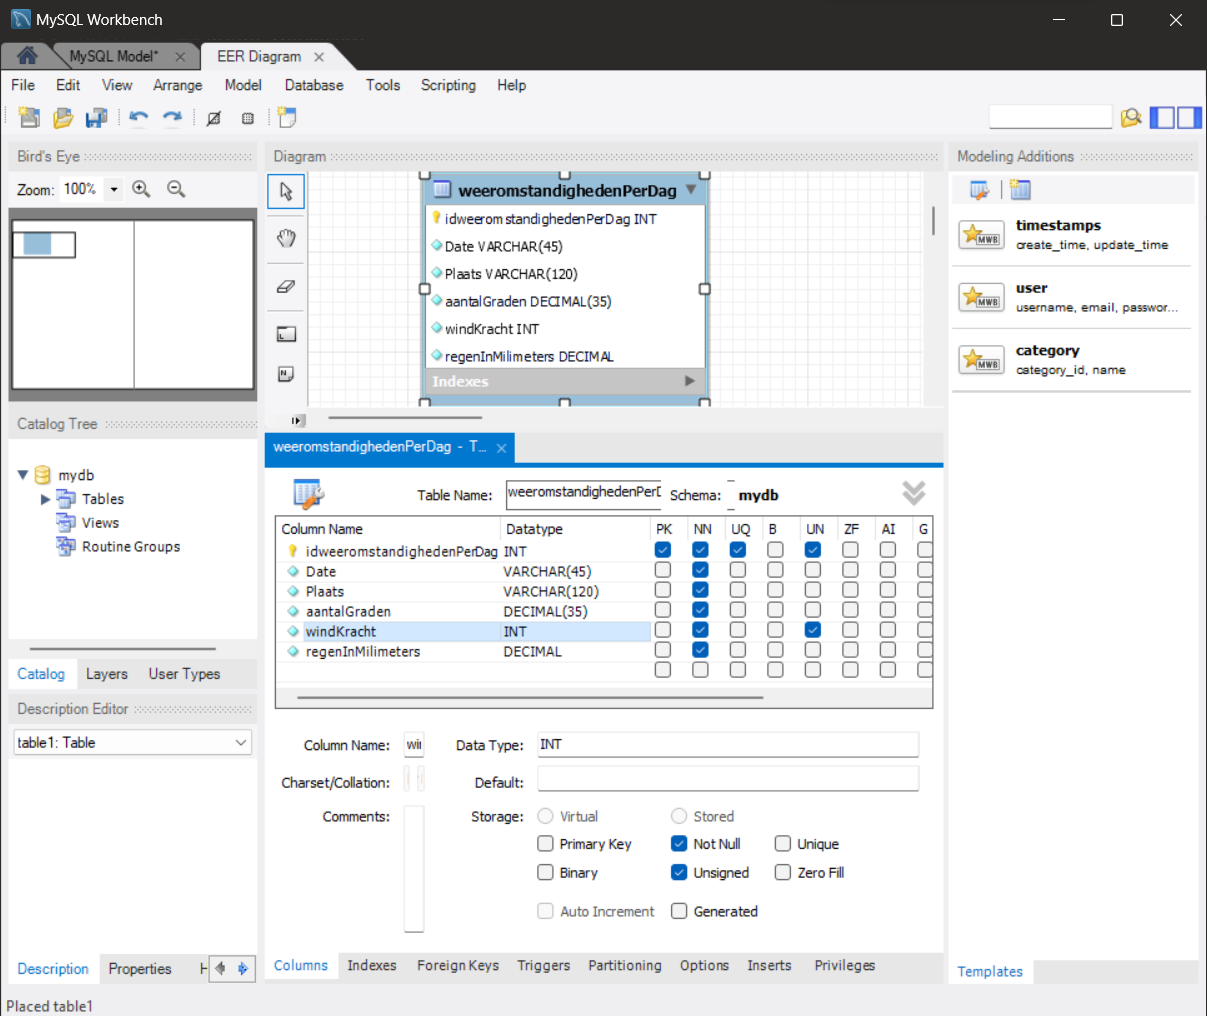 MySQL Workbench
MySQL Model* EER Diagram
File Edit View Arrange Model Database Tools Scripting Help
Bird's Eye
Zoom: 100%
Diagram
weeromstandighedenPerDag
idweeromstandighedenPerDag INT
Date VARCHAR(45)
Plaats VARCHAR(120)
aantalGraden DECIMAL(35)
windKracht INT
regenInMilimeters DECIMAL
Indexes
Modeling Additions
timestamps
create_time, update_time
user
username, email, passwor...
category
category_id, name
Catalog Tree
mydb
Tables
Views
Routine Groups
Catalog Layers User Types
Description Editor
table1: Table
Description Properties H
weeromstandighedenPerDag - T...
Table Name: weeromstandighedenPerD Schema: mydb
Column Name Datatype PK NN UQ B UN ZF AI G
idweeromstandighedenPerDag INT
Date VARCHAR(45)
Plaats VARCHAR(120)
aantalGraden DECIMAL(35)
windKracht INT
regenInMilimeters DECIMAL
Column Name: wii Data Type: INT
Charset/Collation: Default:
Comments: Storage: Virtual Stored
Primary Key Not Null Unique
Binary Unsigned Zero Fill
Auto Increment Generated
Columns Indexes Foreign Keys Triggers Partitioning Options Inserts Privileges
Templates
Placed table1